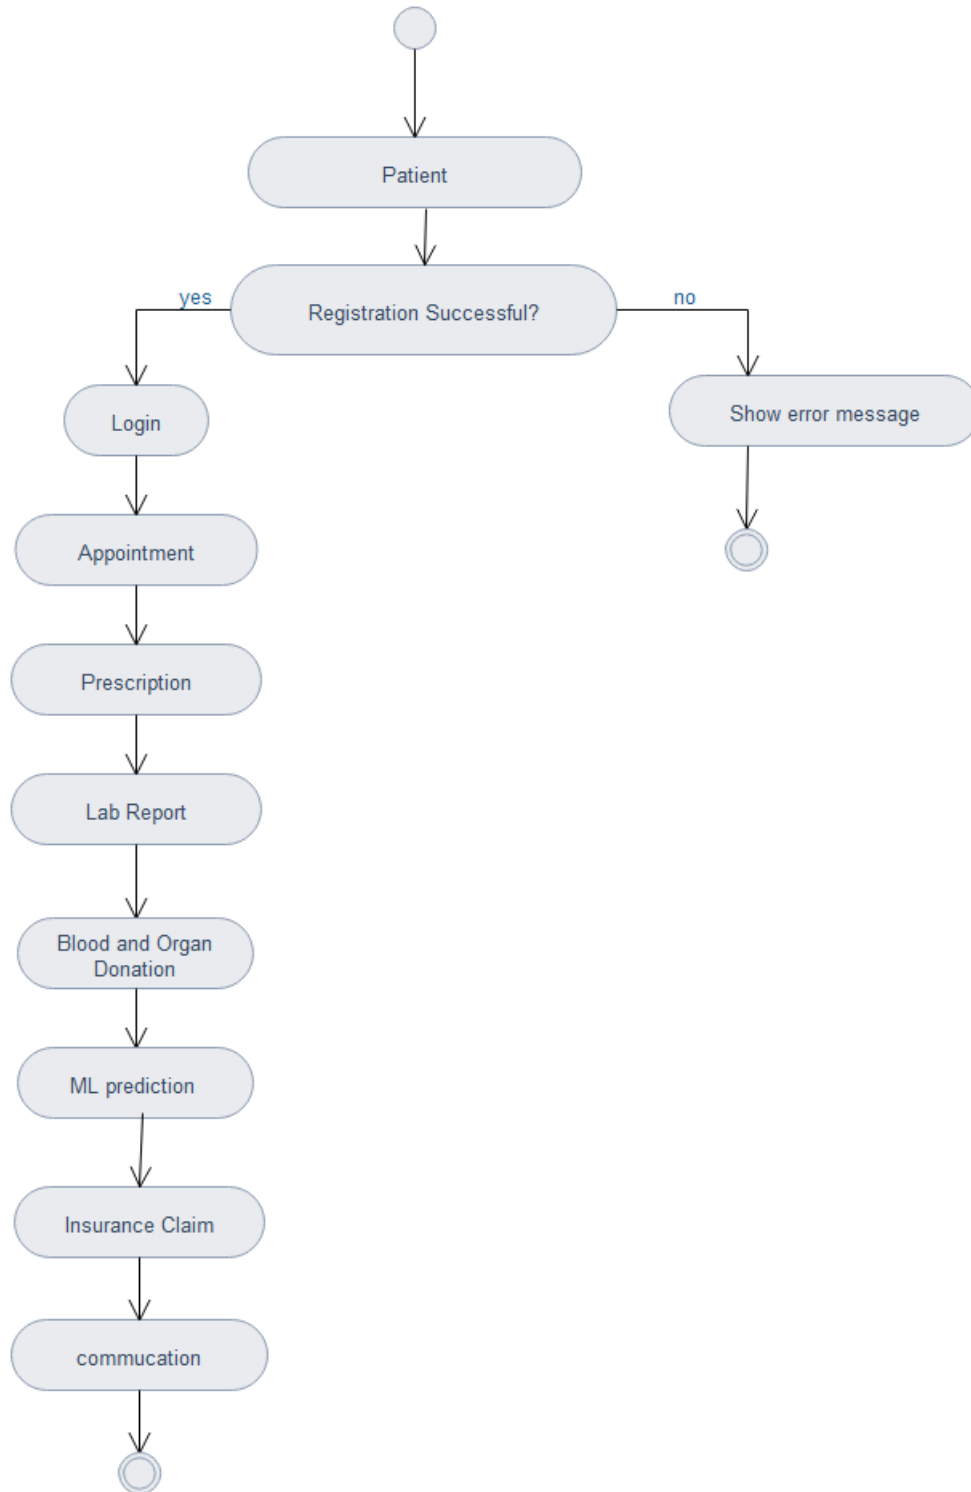 Patient
yes
Registration Successful?
no
Login
Show error message
Appointment
Prescription
Lab Report
Blood and Organ
Donation
ML prediction
Insurance Claim
commucation